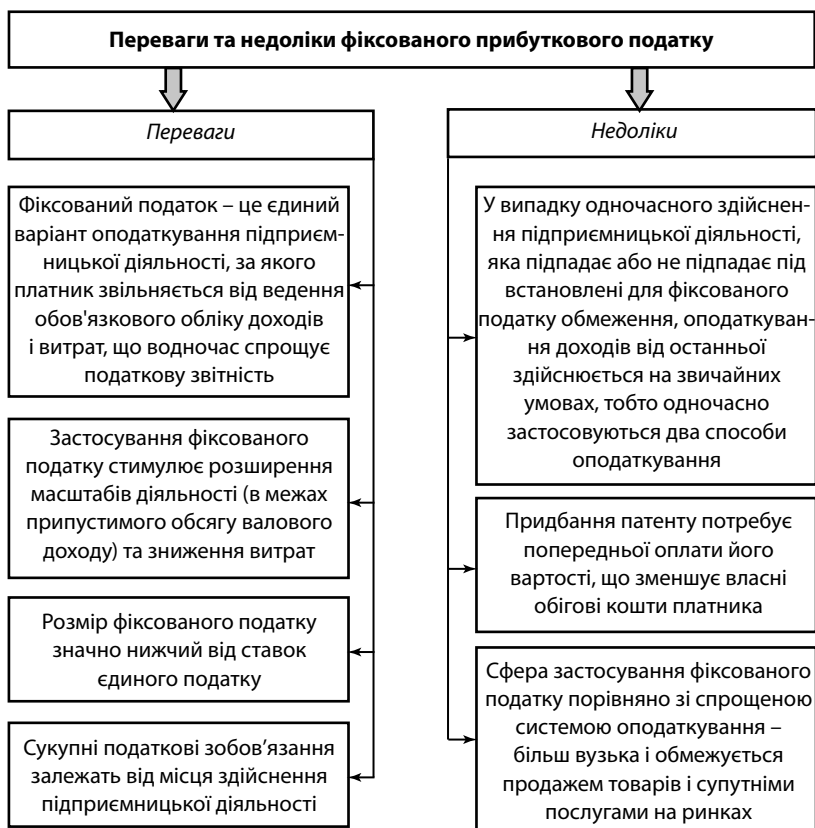 Переваги та недоліки фіксованого прибуткового податку
Переваги
Фіксований податок – це єдиний
варіант оподаткування підприєм-
ницької діяльності, за якого
платник звільняється від ведення
обов'язкового обліку доходів
і витрат, що водночас спрощує
податкову звітність
Застосування фіксованого
податку стимулює розширення
масштабів діяльності (в межах
припустимого обсягу валового
доходу) та зниження витрат
Розмір фіксованого податку
значно нижчий від ставок
єдиного податку
Сукупні податкові зобов’язання
залежать від місця здійснення
підприємницької діяльності
Недоліки
У випадку одночасного здійснен-
ня підприємницької діяльності,
яка підпадає або не підпадає під
встановлені для фіксованого
податку обмеження, оподаткуван-
ня доходів від останньої
здійснюється на звичайних
умовах, тобто одночасно
застосовуються два способи
оподаткування
Придбання патенту потребує
попередньої оплати його
вартості, що зменшує власні
обігові кошти платника
Сфера застосування фіксованого
податку порівняно зі спрощеною
системою оподаткування –
більш вузька і обмежується
продажем товарів і супутніми
послугами на ринках